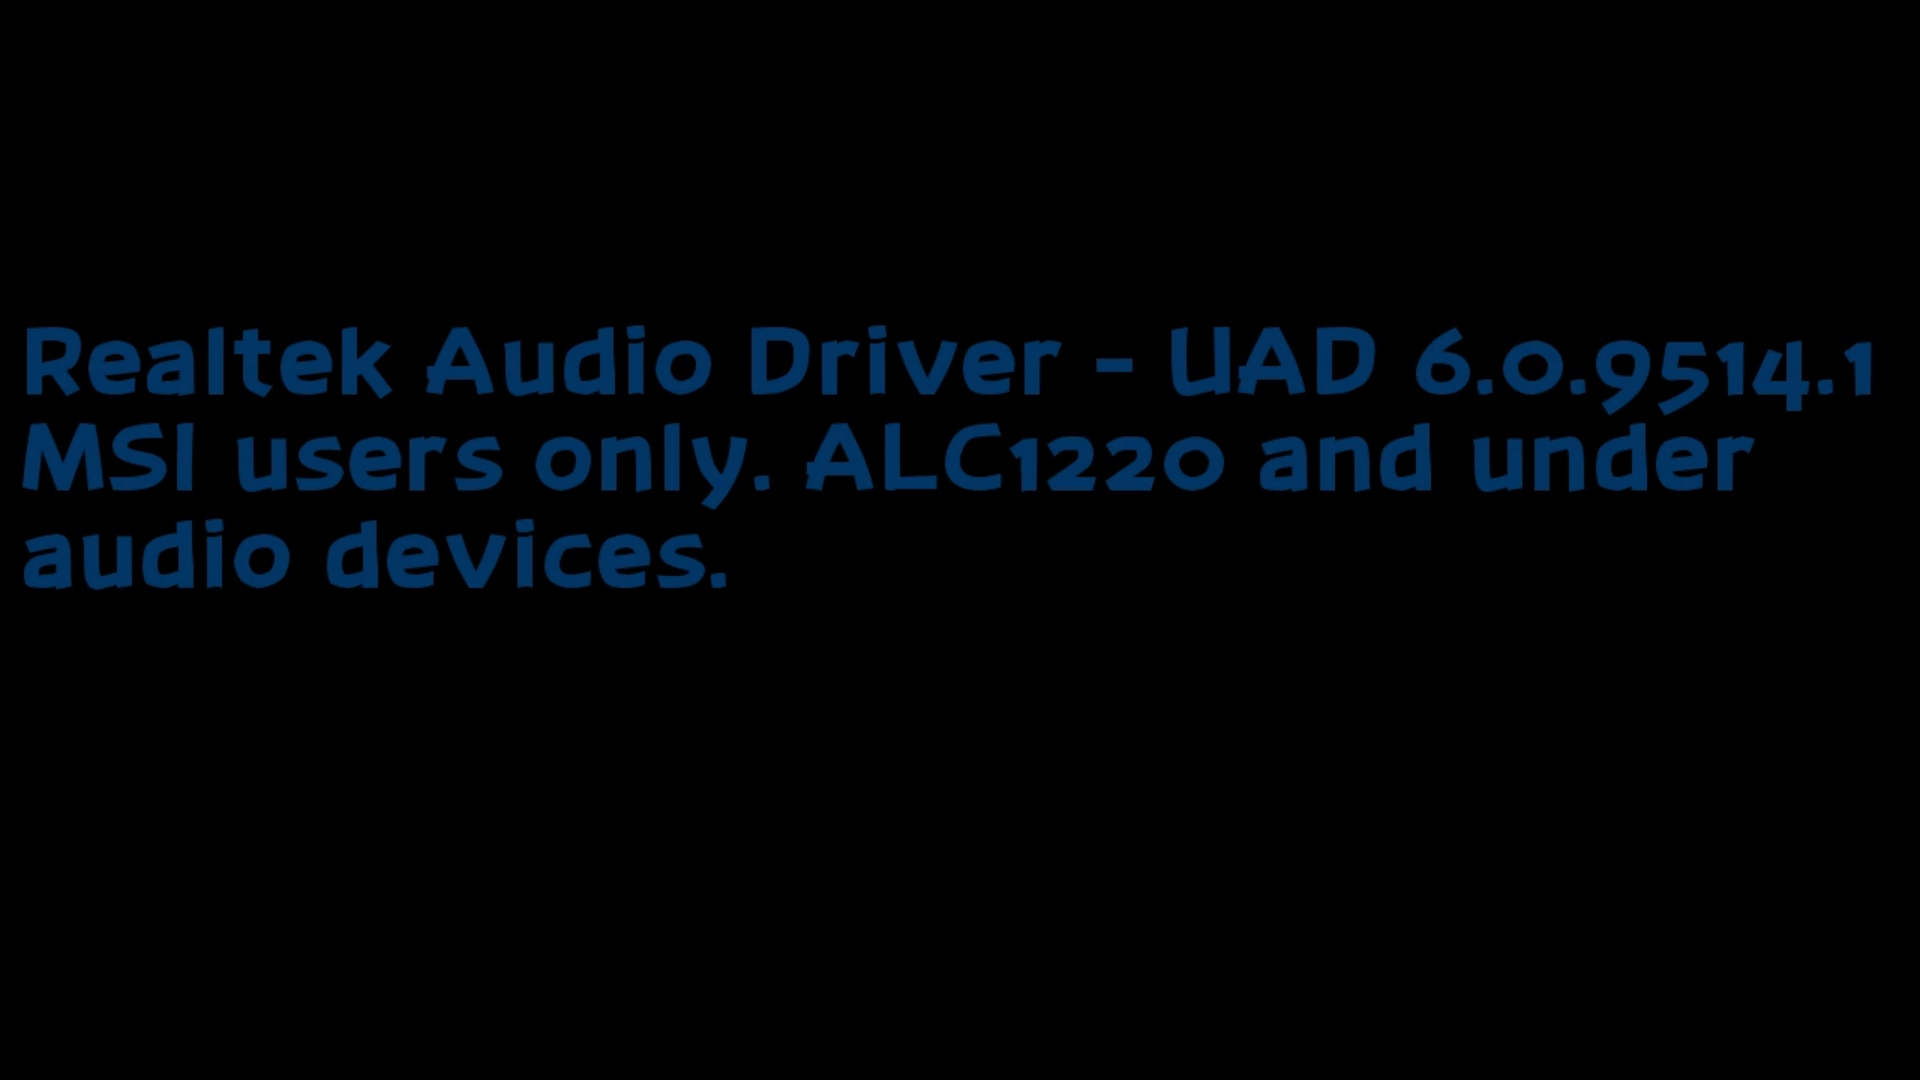 Realtek Audio Driver - UAD 6.0.9514.1
MSI users only. ALC1220 and under
audio devices.